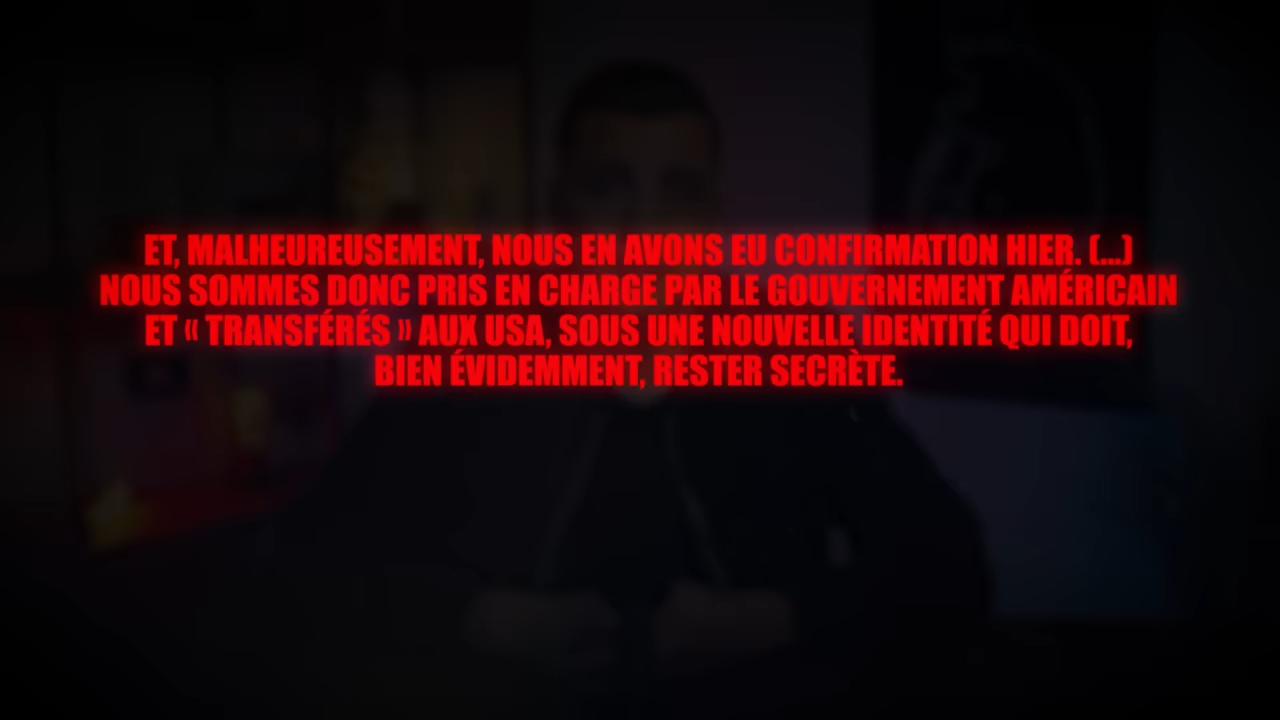 ET, MALHEUREUSEMENT, NOUS EN AVONS EU CONFIRMATION HIER. (...)
NOUS SOMMES DONC PRIS EN CHARGE PAR LE GOUVERNEMENT AMÉRICAIN
ET « TRANSFÉRÉS » AUX USA, SOUS UNE NOUVELLE IDENTITÉ QUI DOIT,
BIEN ÉVIDEMMENT, RESTER SECRÈTE.